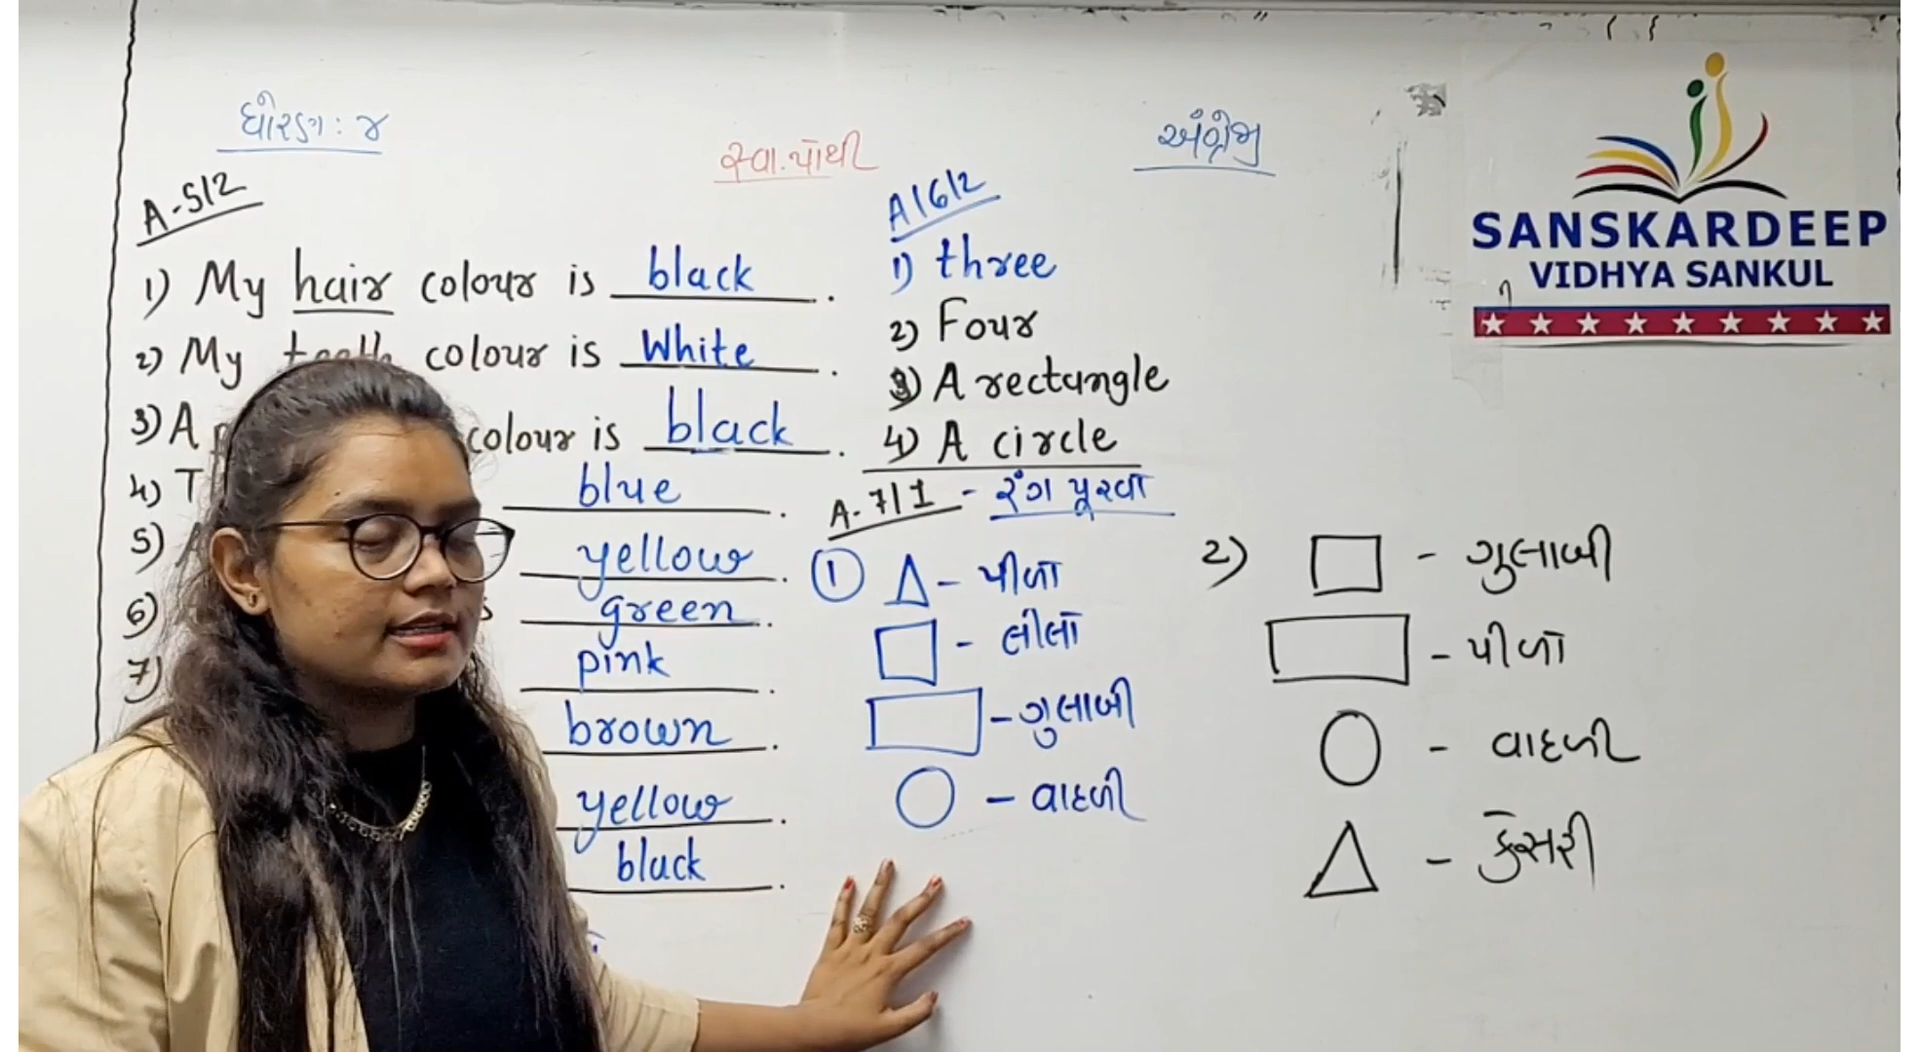 ધોરણ : ૪
સ્વા.પોથી
અંગ્રેજી
A-5/2
1) My hair colour is black.
2) My teeth colour is White.
3) A colour is black.
4) T blue.
5) A yellow.
6) green.
7) pink.
brown.
yellow.
black.
A/6/2
1) three
2) Four
3) A rectangle
4) A circle
A-7/1 - રંગ પૂરવા
1 - પીળો
- લીલો
- ગુલાબી
- વાદળી
2) - ગુલાબી
- પીળો
- વાદળી
- કેસરી
SANSKARDEEP
VIDHYA SANKUL